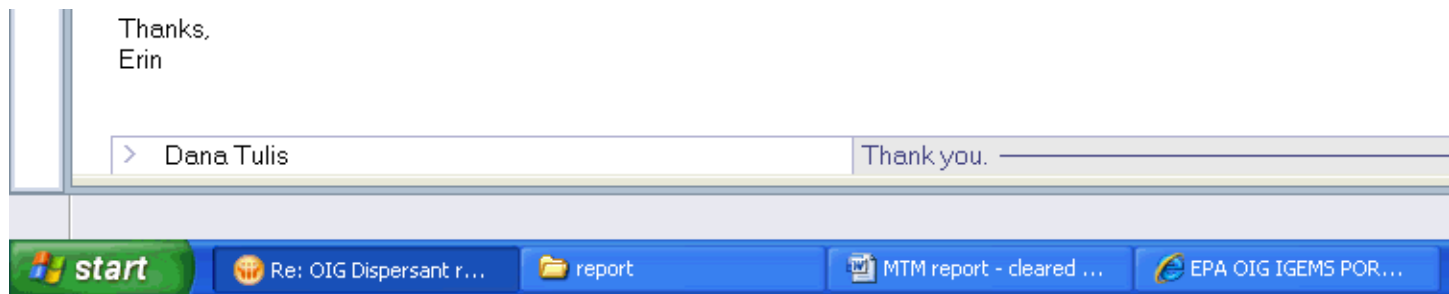 Thanks,
Erin
> Dana Tulis Thank you.
start Re: OIG Dispersant r... report MTM report - cleared ... EPA OIG IGEMS POR...